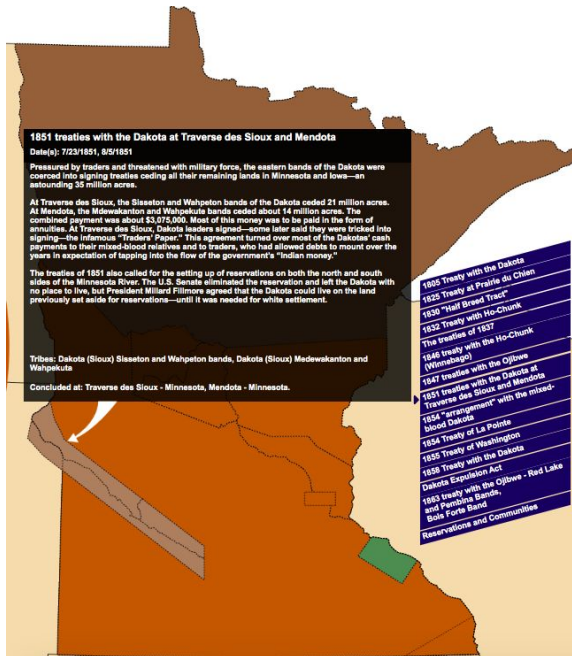 1851 treaties with the Dakota at Traverse des Sioux and Mendota
Date(s): 7/23/1851, 8/5/1851
Pressured by traders and threatened with military force, the eastern bands of the Dakota were
coerced into signing treaties ceding all their remaining lands in Minnesota and Iowa—an
astounding 35 million acres.
At Traverse des Sioux, the Sisseton and Wahpeton bands of the Dakota ceded 21 million acres.
At Mendota, the Mdewakanton and Wahpekute bands ceded about 14 million acres. The
combined payment was about $3,075,000. Most of this money was to be paid in the form of
annuities. At Traverse des Sioux, Dakota leaders signed—some later said they were tricked into
signing—the infamous "Traders' Paper." This agreement turned over most of the Dakotas' cash
payments to their mixed-blood relatives and to traders, who had allowed debts to mount over the
years in expectation of tapping into the flow of the government's "Indian money."
The treaties of 1851 also called for the setting up of reservations on both the north and south
sides of the Minnesota River. The U.S. Senate eliminated the reservation and left the Dakota with
no place to live, but President Millard Fillmore agreed that the Dakota could live on the land
previously set aside for reservations—until it was needed for white settlement.
Tribes: Dakota (Sioux) Sisseton and Wahpeton bands, Dakota (Sioux) Medewakanton and
Wahpekuta
Concluded at: Traverse des Sioux - Minnesota, Mendota - Minnesota.
1805 Treaty with the Dakota
1825 Treaty at Prairie du Chien
1830 "Half Breed Tract"
1832 Treaty with Ho-Chunk
The treaties of 1837
1846 treaty with the Ho-Chunk
(Winnebago)
1847 treaties with the Ojibwe
1851 treaties with the Dakota at
Traverse des Sioux and Mendota
1854 "arrangement" with the mixed-
blood Dakota
1854 Treaty of La Pointe
1855 Treaty of Washington
1858 Treaty with the Dakota
Dakota Expulsion Act
1863 treaty with the Ojibwe - Red Lake
and Pembina Bands,
Bois Forte Band
Reservations and Communities